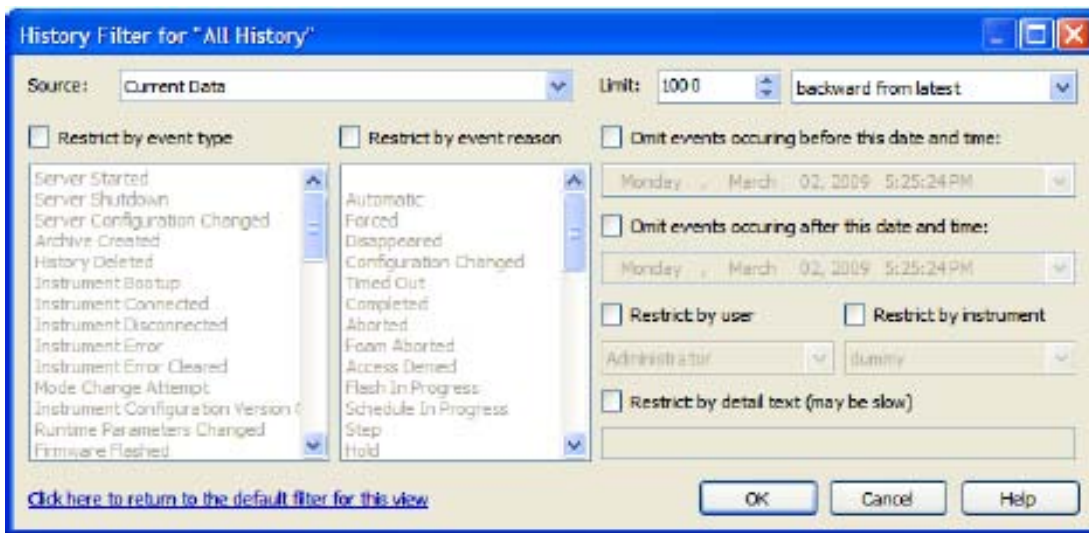 History Filter for "All History"
Source: Current Data
Limit: 1000 backward from latest
Restrict by event type
Server Started
Server Shutdown
Server Configuration Changed
Archive Created
History Deleted
Instrument Bootup
Instrument Connected
Instrument Disconnected
Instrument Error
Instrument Error Cleared
Mode Change Attempt
Instrument Configuration Version C
Runtime Parameters Changed
Firmware Flashed
Restrict by event reason
Automatic
Forced
Disappeared
Configuration Changed
Timed Out
Completed
Aborted
Foam Aborted
Access Denied
Flash In Progress
Schedule In Progress
Step
Hold
Omit events occuring before this date and time:
Monday , March 02, 2009 5:25:24 PM
Omit events occuring after this date and time:
Monday , March 02, 2009 5:25:24 PM
Restrict by user
Administrator
Restrict by instrument
dummy
Restrict by detail text (may be slow)
Click here to return to the default filter for this view
OK Cancel Help